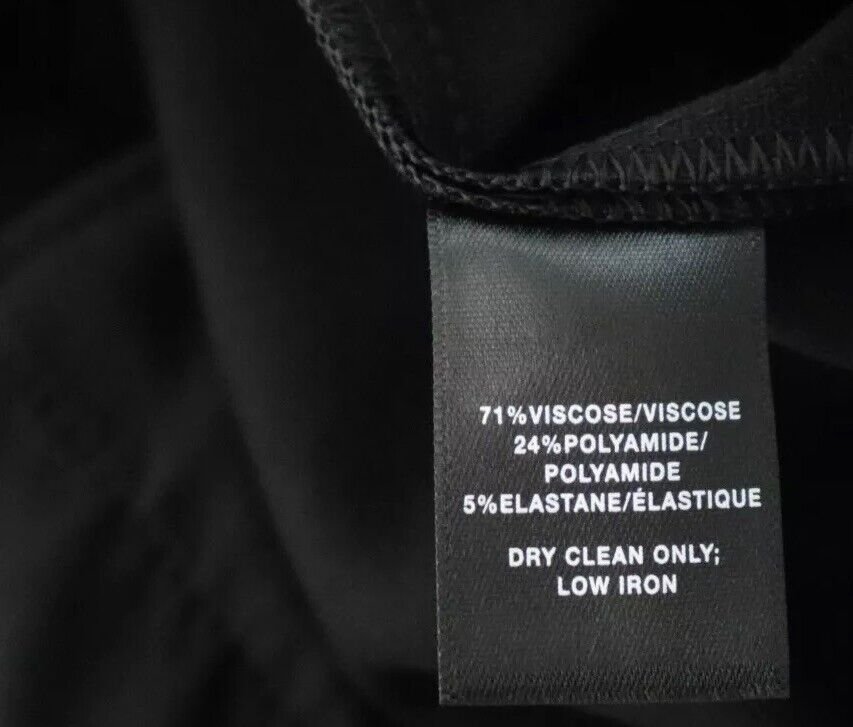 71%VISCOSE/VISCOSE
24%POLYAMIDE/
POLYAMIDE
5%ELASTANE/ÉLASTIQUE
DRY CLEAN ONLY;
LOW IRON